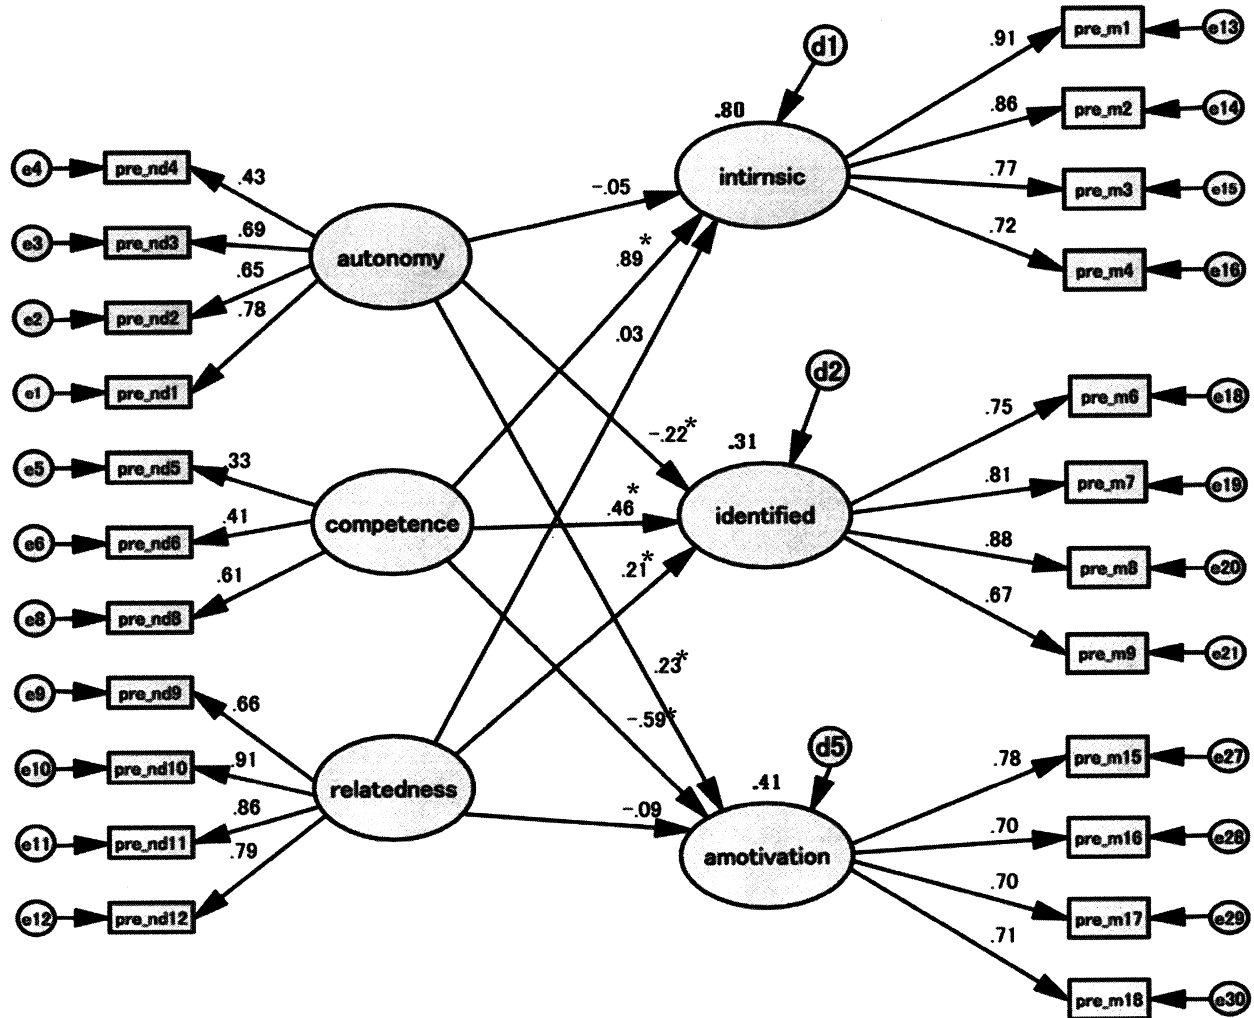 e4 pre_nd4 .43
e3 pre_nd3 .69
e2 pre_nd2 .65
e1 pre_nd1 .78
autonomy
e5 pre_nd5 .33
e6 pre_nd6 .41
e8 pre_nd8 .61
competence
e9 pre_nd9 .66
e10 pre_nd10 .91
e11 pre_nd11 .86
e12 pre_nd12 .79
relatedness
-.05
.89*
.03
-.22*
.46*
.21*
.23*
-.59*
-.09
d1
.80
intirnsic
.91 pre_m1 e13
.86 pre_m2 e14
.77 pre_m3 e15
.72 pre_m4 e16
d2
.31
identified
.75 pre_m6 e18
.81 pre_m7 e19
.88 pre_m8 e20
.67 pre_m9 e21
d5
.41
amotivation
.78 pre_m15 e27
.70 pre_m16 e28
.70 pre_m17 e29
.71 pre_m18 e30